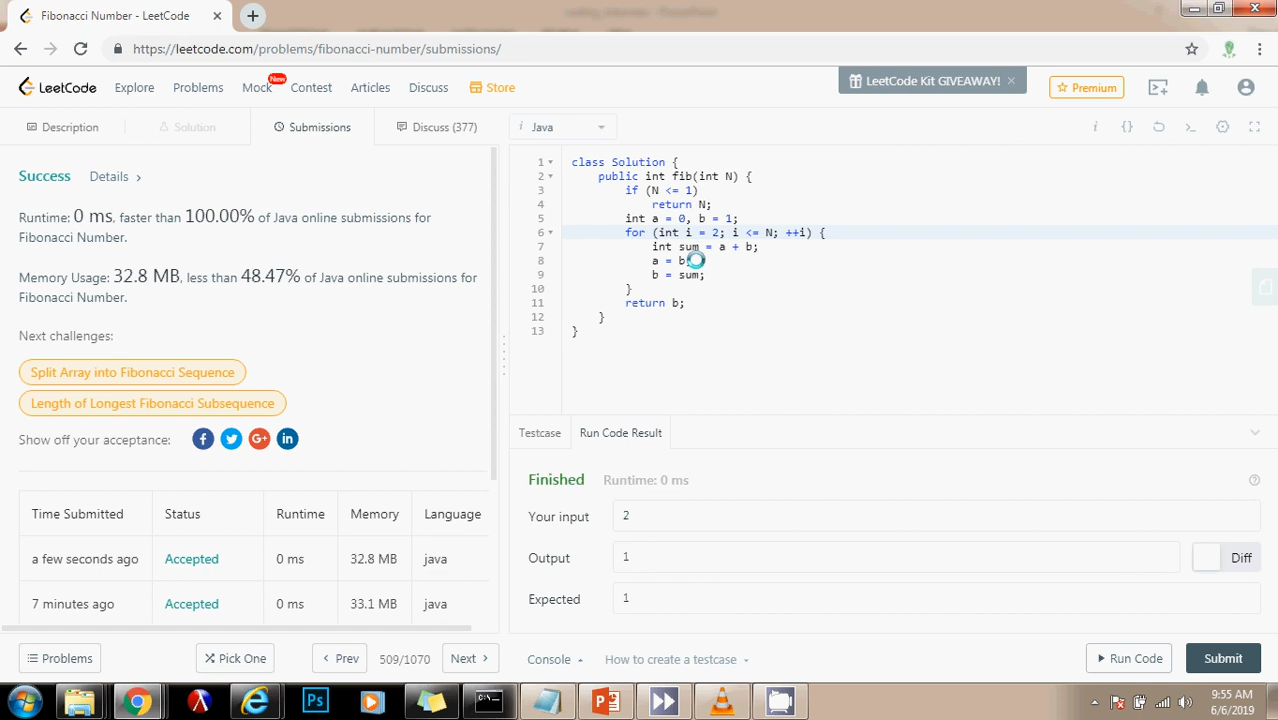 Fibonacci Number - LeetCode
https://leetcode.com/problems/fibonacci-number/submissions/
LeetCode Explore Problems Mock New Contest Articles Discuss Store LeetCode Kit GIVEAWAY! Premium
Description Solution Submissions Discuss (377) i Java
Success Details
Runtime: 0 ms, faster than 100.00% of Java online submissions for
Fibonacci Number.
Memory Usage: 32.8 MB, less than 48.47% of Java online submissions for
Fibonacci Number.
Next challenges:
Split Array into Fibonacci Sequence
Length of Longest Fibonacci Subsequence
Show off your acceptance:
Time Submitted Status Runtime Memory Language
a few seconds ago Accepted 0 ms 32.8 MB java
7 minutes ago Accepted 0 ms 33.1 MB java
Problems Pick One Prev 509/1070 Next
1 class Solution {
2 public int fib(int N) {
3 if (N <= 1)
4 return N;
5 int a = 0, b = 1;
6 for (int i = 2; i <= N; ++i) {
7 int sum = a + b;
8 a = b
9 b = sum;
10 }
11 return b;
12 }
13 }
Testcase Run Code Result
Finished Runtime: 0 ms
Your input 2
Output 1 Diff
Expected 1
Console How to create a testcase Run Code Submit
9:55 AM
6/6/2019